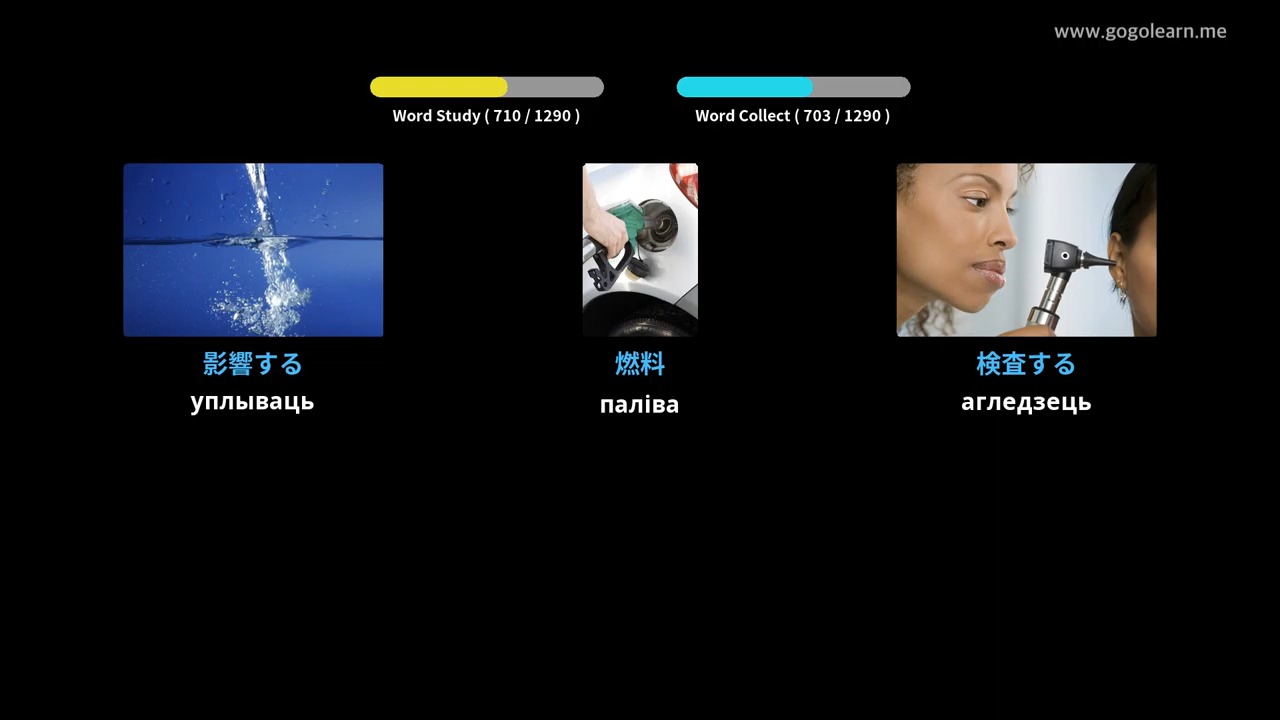 www.gogolearn.me
Word Study ( 710 / 1290 )
Word Collect ( 703 / 1290 )
影響する
燃料
検査する
уплываць
паліва
агледзець